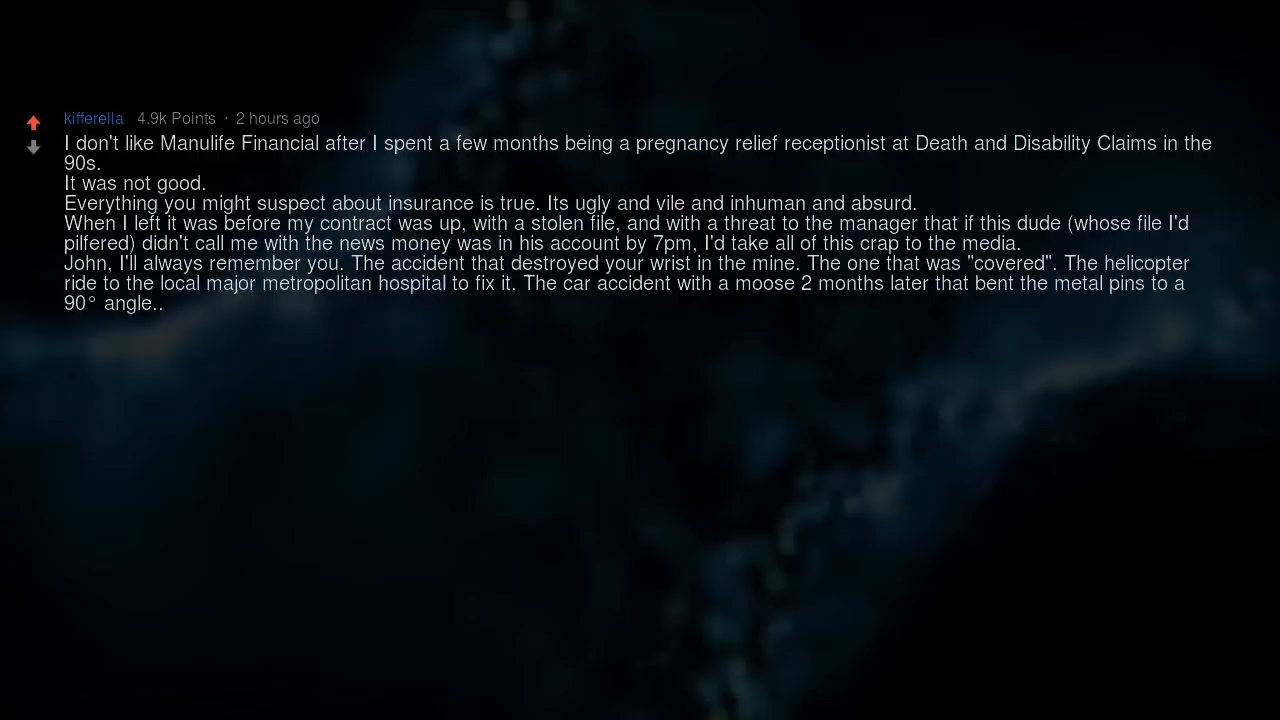 kifferella 4.9k Points · 2 hours ago
I don't like Manulife Financial after I spent a few months being a pregnancy relief receptionist at Death and Disability Claims in the
90s.
It was not good.
Everything you might suspect about insurance is true. Its ugly and vile and inhuman and absurd.
When I left it was before my contract was up, with a stolen file, and with a threat to the manager that if this dude (whose file I'd
pilfered) didn't call me with the news money was in his account by 7pm, I'd take all of this crap to the media.
John, I'll always remember you. The accident that destroyed your wrist in the mine. The one that was "covered". The helicopter
ride to the local major metropolitan hospital to fix it. The car accident with a moose 2 months later that bent the metal pins to a
90° angle..